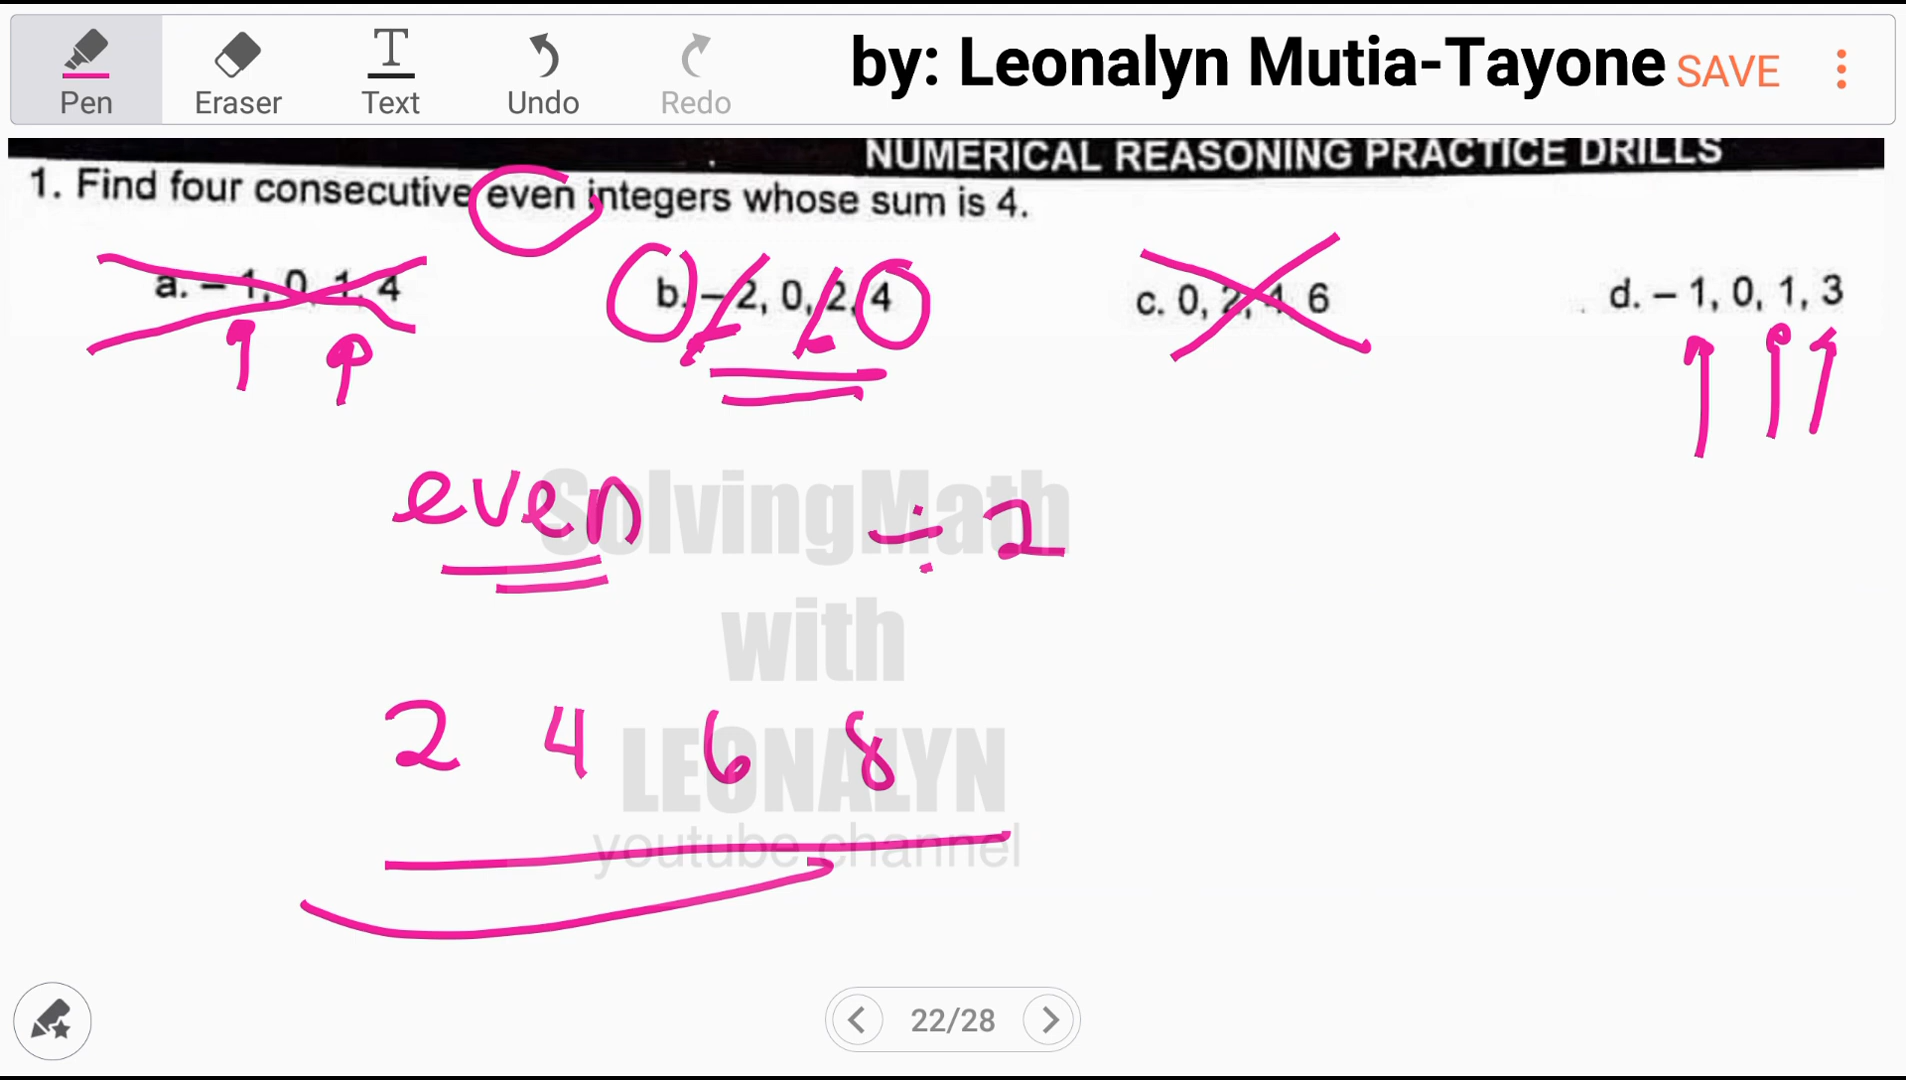 by: Leonalyn Mutia-Tayone
Pen Eraser Text Undo Redo SAVE
NUMERICAL REASONING PRACTICE DRILLS
1. Find four consecutive even integers whose sum is 4.
a. – 1, 0, 1, 4 b. – 2, 0, 2, 4 c. 0, 2, 4, 6 d. – 1, 0, 1, 3
even ÷ 2
SolvingMath
with
2 4 6 8
LEONALYN
youtube channel
22/28